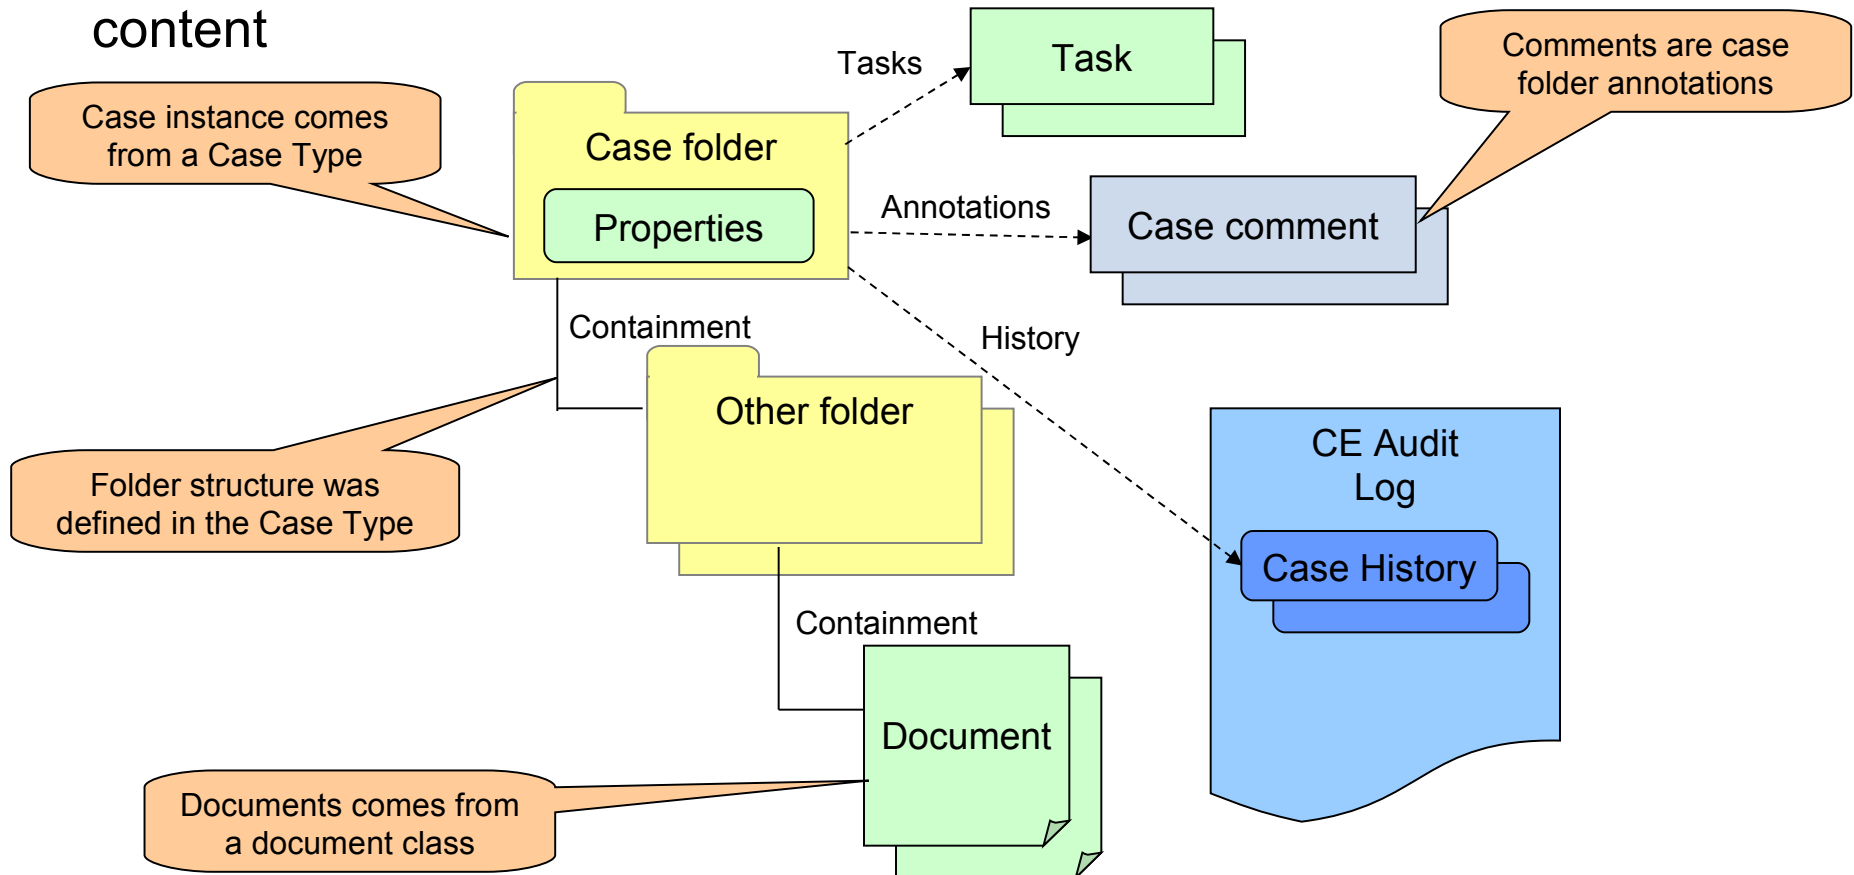 content
Tasks
Task
Comments are case
folder annotations
Case instance comes
from a Case Type
Case folder
Properties
Annotations
Case comment
Containment
History
Other folder
CE Audit
Log
Folder structure was
defined in the Case Type
Case History
Containment
Document
Documents comes from
a document class